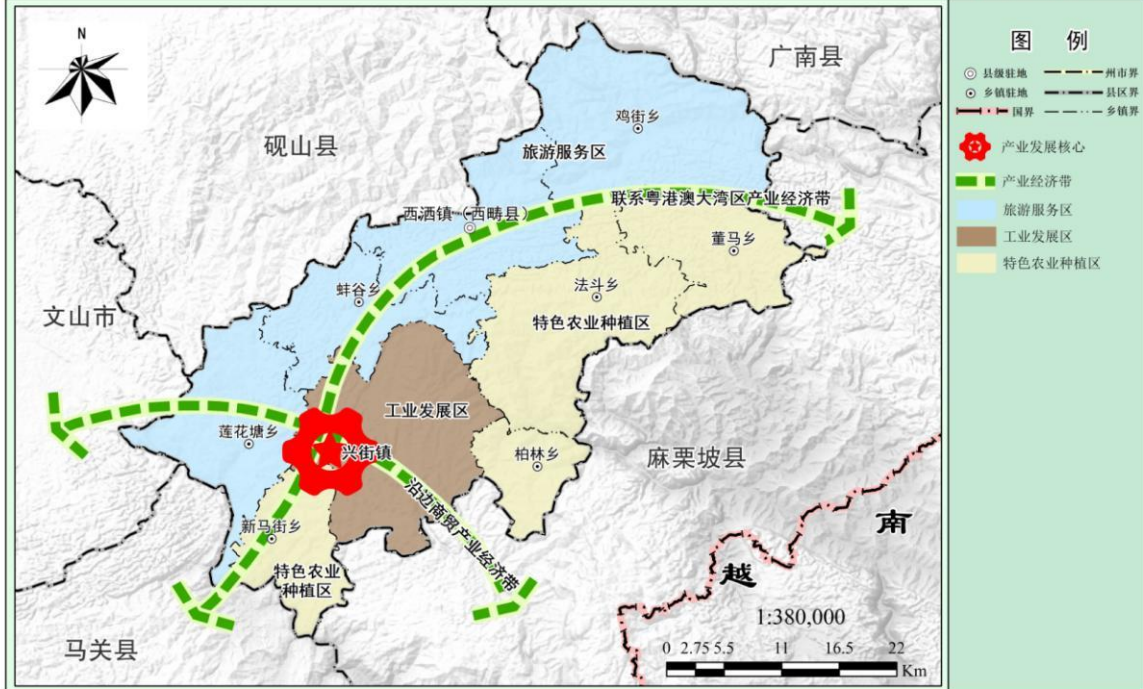 N
广南县
砚山县
鸡街乡
旅游服务区
联系粤港澳大湾区产业经济带
西洒镇（西畴县）
董马乡
蚌谷乡
法斗乡
文山市
特色农业种植区
工业发展区
莲花塘乡
兴街镇
柏林乡
麻栗坡县
沿边商贸产业经济带
新马街乡
特色农业
种植区
越
南
马关县
1:380,000
0 2.75 5.5 11 16.5 22
Km
图 例
县级驻地 州市界
乡镇驻地 县区界
国界 乡镇界
产业发展核心
产业经济带
旅游服务区
工业发展区
特色农业种植区